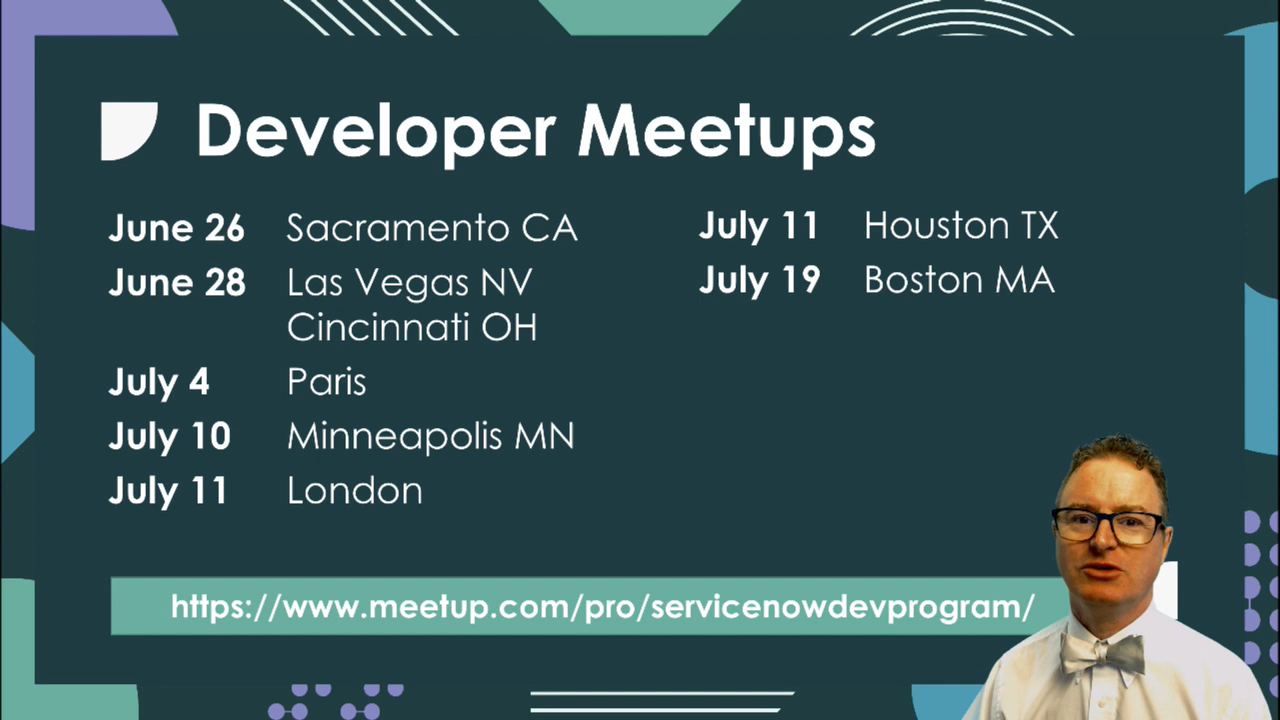 Developer Meetups
June 26 Sacramento CA
June 28 Las Vegas NV
Cincinnati OH
July 4 Paris
July 10 Minneapolis MN
July 11 London
July 11 Houston TX
July 19 Boston MA
https://www.meetup.com/pro/servicenowdevprogram/